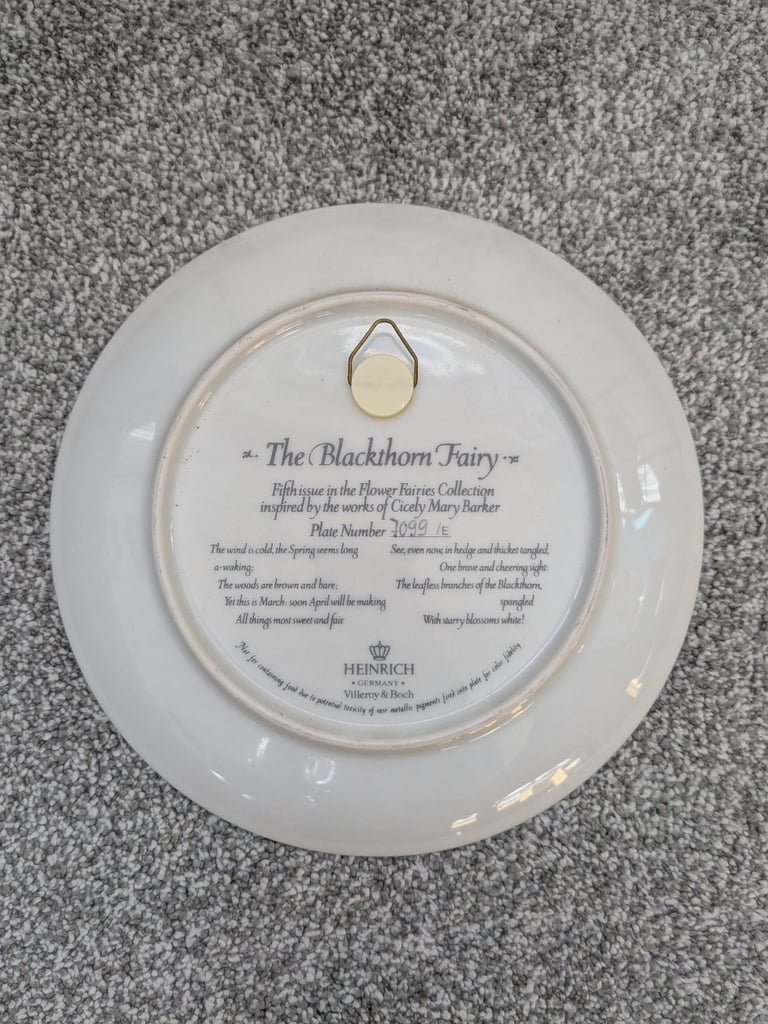 The Blackthorn Fairy
Fifth issue in the Flower Fairies Collection
inspired by the works of Cicely Mary Barker
Plate Number 7099 /E
The wind is cold, the Spring seems long
a-waking;
The woods are brown and bare;
Yet this is March: soon April will be making
All things most sweet and fair
See, even now, in hedge and thicket tangled,
One brave and cheering sight:
The leafless branches of the Blackthorn,
spangled
With starry blossoms white!
HEINRICH
• GERMANY •
Villeroy & Boch
Not for containing food due to potential toxicity of rare metallic pigments fired into plate for color fidelity